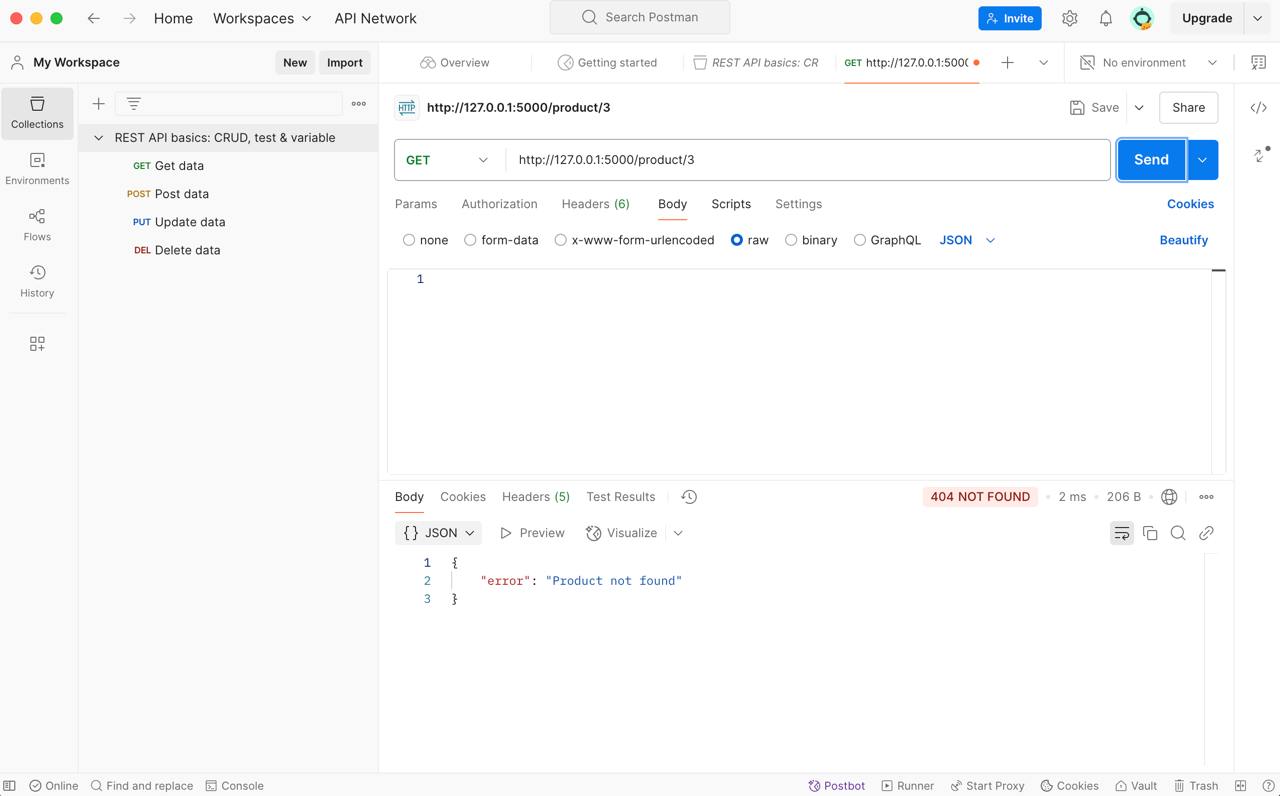 Home Workspaces API Network Search Postman Invite Upgrade
My Workspace New Import Overview Getting started REST API basics: CR GET http://127.0.0.1:5000 No environment
Collections
Environments
Flows
History
REST API basics: CRUD, test & variable
GET Get data
POST Post data
PUT Update data
DEL Delete data
HTTP http://127.0.0.1:5000/product/3 Save Share
GET http://127.0.0.1:5000/product/3 Send
Params Authorization Headers (6) Body Scripts Settings Cookies
none form-data x-www-form-urlencoded raw binary GraphQL JSON Beautify
1
Body Cookies Headers (5) Test Results 404 NOT FOUND 2 ms 206 B
{} JSON Preview Visualize
1 {
2 "error": "Product not found"
3 }
Online Find and replace Console Postbot Runner Start Proxy Cookies Vault Trash